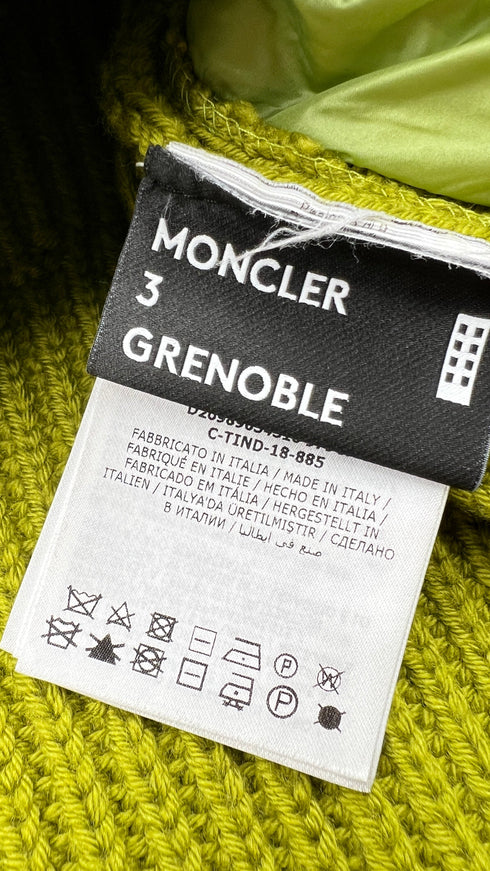 MONCLER
3
GRENOBLE
C-TIND-18-885
FABBRICATO IN ITALIA / MADE IN ITALY /
FABRIQUÉ EN ITALIE / HECHO EN ITALIA /
FABRICADO EM ITÁLIA / HERGESTELLT IN
ITALIEN / ITALYA'DA ÜRETILMIŞTIR / СДЕЛАНО
В ИТАЛИИ / صنع في ايطاليا
P
W
P